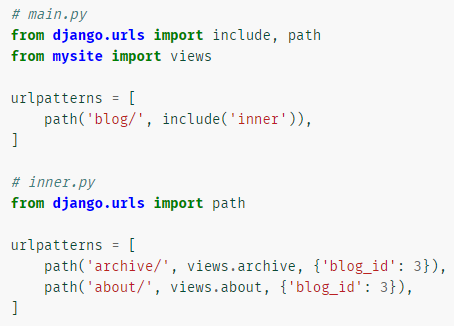 # main.py
from django.urls import include, path
from mysite import views

urlpatterns = [
    path('blog/', include('inner')),
]

# inner.py
from django.urls import path

urlpatterns = [
    path('archive/', views.archive, {'blog_id': 3}),
    path('about/', views.about, {'blog_id': 3}),
]